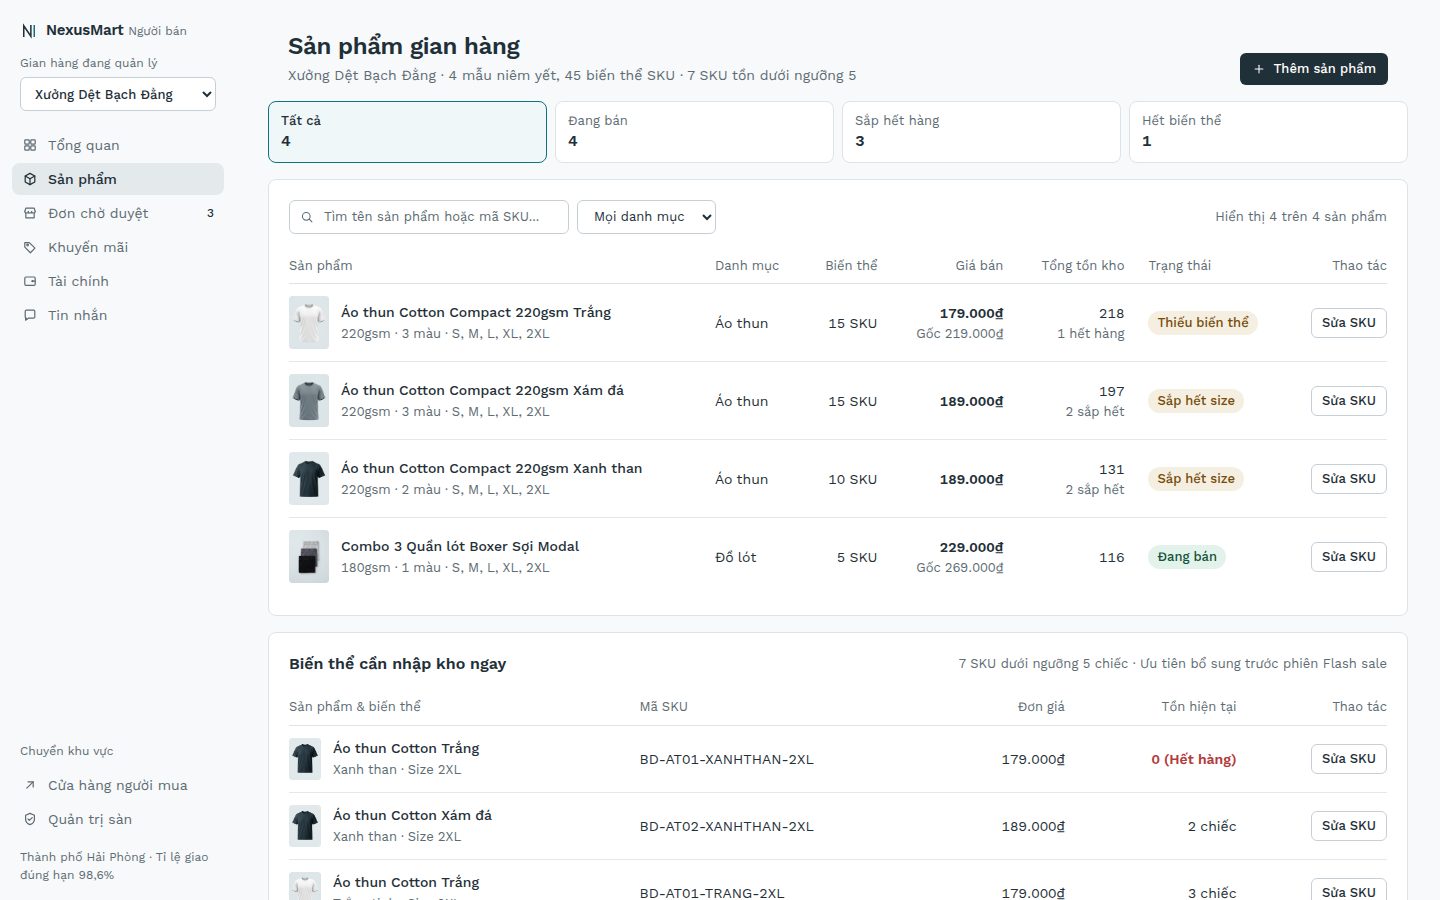 NexusMart Người bán
Gian hàng đang quản lý
Xưởng Dệt Bạch Đằng
Tổng quan
Sản phẩm
Đơn chờ duyệt 3
Khuyến mãi
Tài chính
Tin nhắn
Chuyển khu vực
Cửa hàng người mua
Quản trị sàn
Thành phố Hải Phòng · Tỉ lệ giao
đúng hạn 98,6%
Sản phẩm gian hàng
Xưởng Dệt Bạch Đằng · 4 mẫu niêm yết, 45 biến thể SKU · 7 SKU tồn dưới ngưỡng 5
Thêm sản phẩm
Tất cả
4
Đang bán
4
Sắp hết hàng
3
Hết biến thể
1
Tìm tên sản phẩm hoặc mã SKU...
Mọi danh mục
Hiển thị 4 trên 4 sản phẩm
Sản phẩm Danh mục Biến thể Giá bán Tổng tồn kho Trạng thái Thao tác
Áo thun Cotton Compact 220gsm Trắng
220gsm · 3 màu · S, M, L, XL, 2XL
Áo thun
15 SKU
179.000₫
Gốc 219.000₫
218
1 hết hàng
Thiếu biến thể
Sửa SKU
Áo thun Cotton Compact 220gsm Xám đá
220gsm · 3 màu · S, M, L, XL, 2XL
Áo thun
15 SKU
189.000₫
197
2 sắp hết
Sắp hết size
Sửa SKU
Áo thun Cotton Compact 220gsm Xanh than
220gsm · 2 màu · S, M, L, XL, 2XL
Áo thun
10 SKU
189.000₫
131
2 sắp hết
Sắp hết size
Sửa SKU
Combo 3 Quần lót Boxer Sợi Modal
180gsm · 1 màu · S, M, L, XL, 2XL
Đồ lót
5 SKU
229.000₫
Gốc 269.000₫
116
Đang bán
Sửa SKU
Biến thể cần nhập kho ngay
7 SKU dưới ngưỡng 5 chiếc · Ưu tiên bổ sung trước phiên Flash sale
Sản phẩm & biến thể Mã SKU Đơn giá Tồn hiện tại Thao tác
Áo thun Cotton Trắng
Xanh than · Size 2XL
BD-AT01-XANHTHAN-2XL
179.000₫
0 (Hết hàng)
Sửa SKU
Áo thun Cotton Xám đá
Xanh than · Size 2XL
BD-AT02-XANHTHAN-2XL
189.000₫
2 chiếc
Sửa SKU
Áo thun Cotton Trắng
BD-AT01-TRANG-2XL
179.000₫
3 chiếc
Sửa SKU